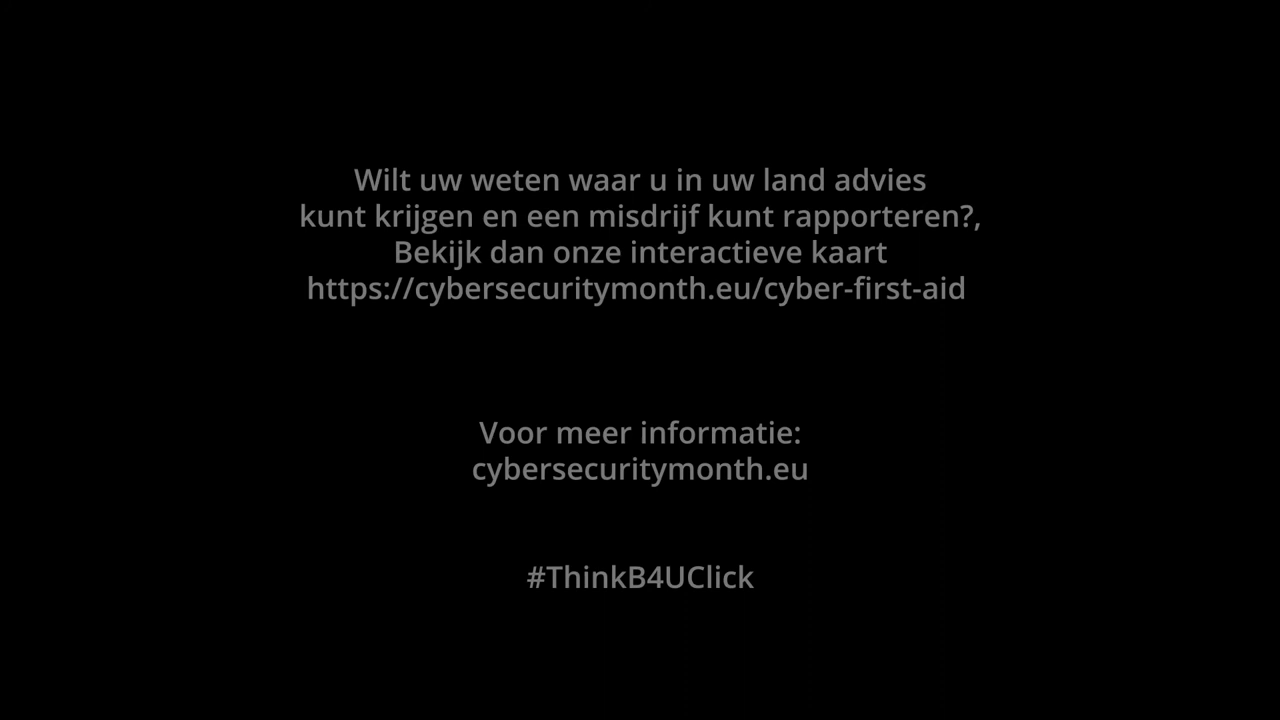 Wilt uw weten waar u in uw land advies
kunt krijgen en een misdrijf kunt rapporteren?,
Bekijk dan onze interactieve kaart
https://cybersecuritymonth.eu/cyber-first-aid
Voor meer informatie:
cybersecuritymonth.eu
#ThinkB4UClick